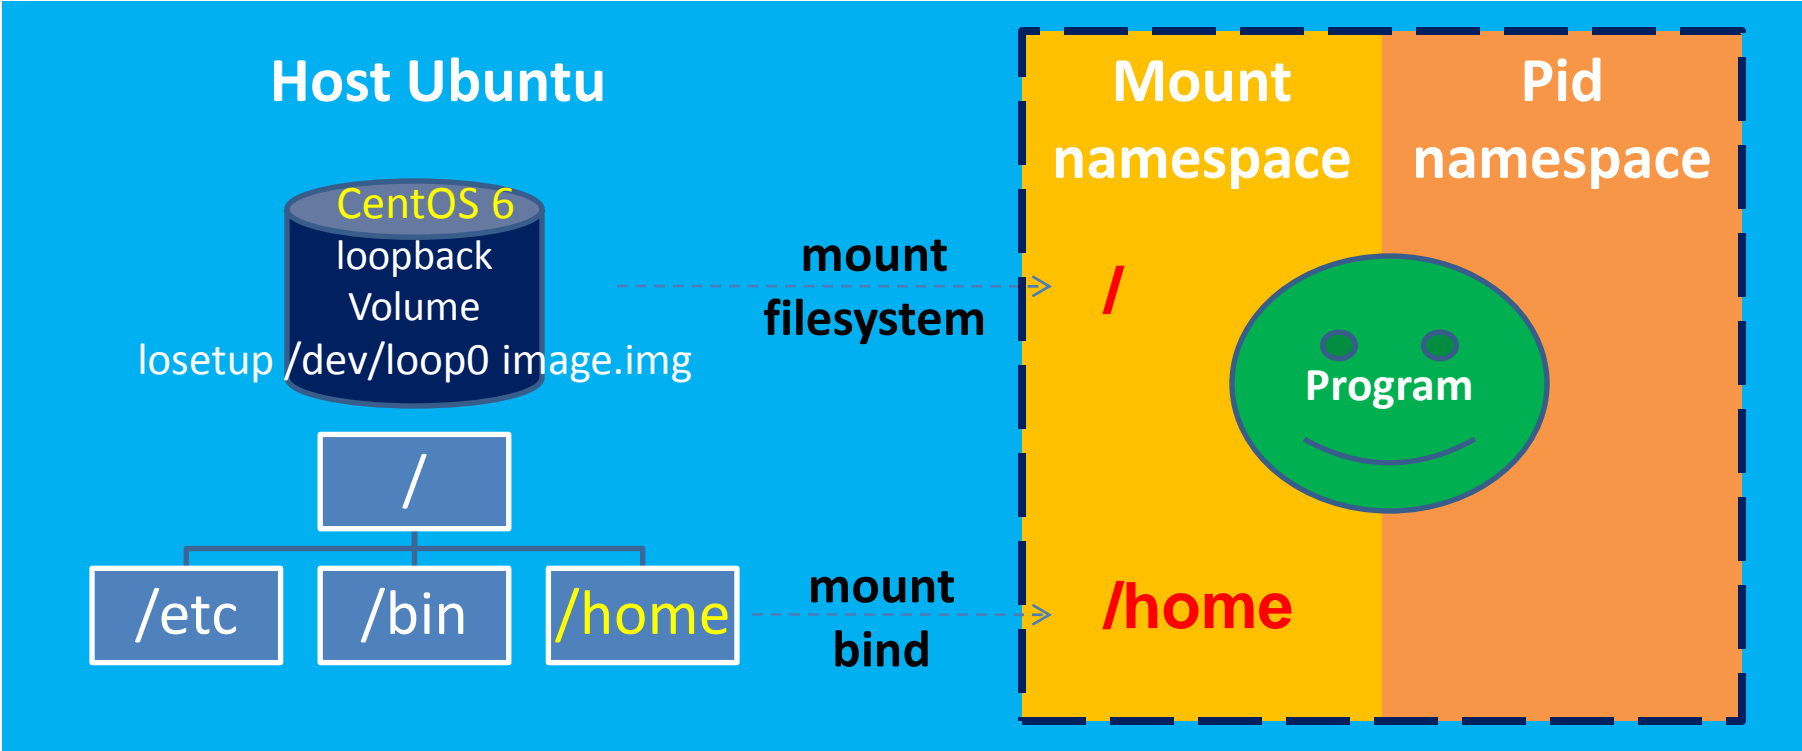 Host Ubuntu
CentOS 6
loopback
Volume
losetup /dev/loop0 image.img
/
/etc
/bin
/home
mount
filesystem
mount
bind
Mount
namespace
Pid
namespace
/
Program
/home